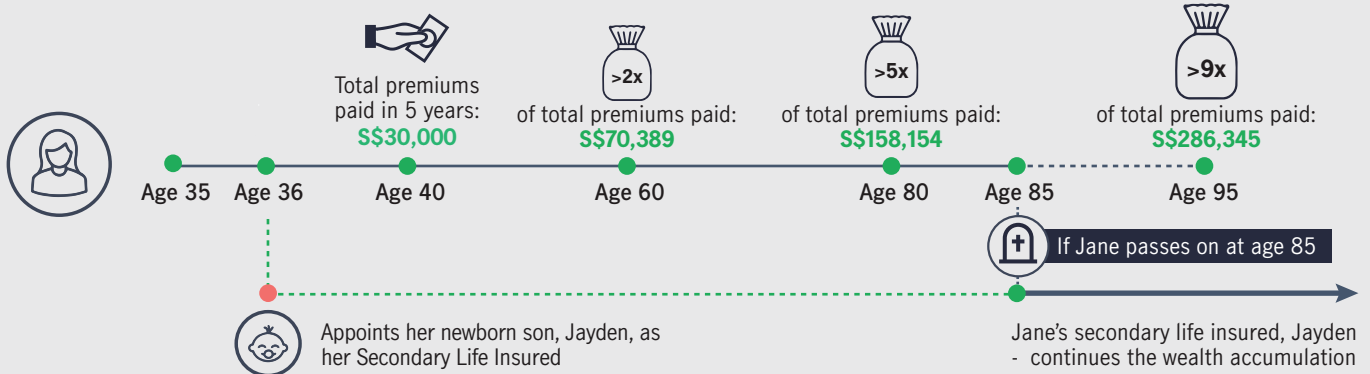 Total premiums
paid in 5 years:
S$30,000
>2x
of total premiums paid:
S$70,389
>5x
of total premiums paid:
S$158,154
>9x
of total premiums paid:
S$286,345
Age 35
Age 36
Age 40
Age 60
Age 80
Age 85
Age 95
If Jane passes on at age 85
Appoints her newborn son, Jayden, as
her Secondary Life Insured
Jane's secondary life insured, Jayden
- continues the wealth accumulation